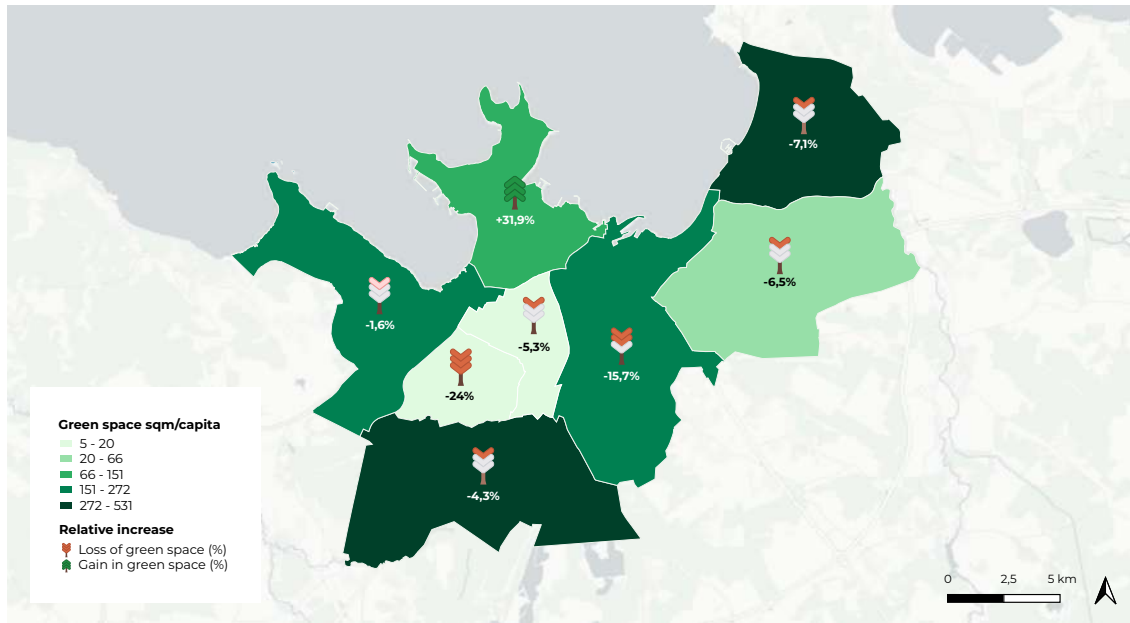 -7,1%
+31,9%
-6,5%
-1,6%
-5,3%
-15,7%
-24%
-4,3%
Green space sqm/capita
5 - 20
20 - 66
66 - 151
151 - 272
272 - 531
Relative increase
Loss of green space (%)
Gain in green space (%)
0 2,5 5 km